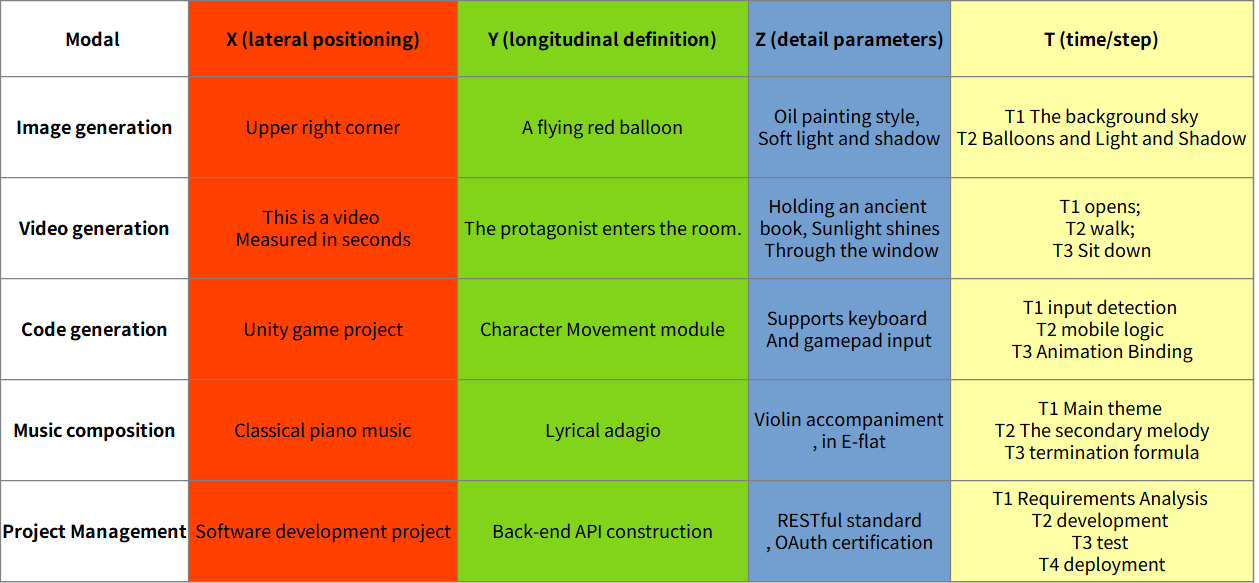 Modal
X (lateral positioning)
Y (longitudinal definition)
Z (detail parameters)
T (time/step)
Image generation
Upper right corner
A flying red balloon
Oil painting style,
Soft light and shadow
T1 The background sky
T2 Balloons and Light and Shadow
Video generation
This is a video
Measured in seconds
The protagonist enters the room.
Holding an ancient
book, Sunlight shines
Through the window
T1 opens;
T2 walk;
T3 Sit down
Code generation
Unity game project
Character Movement module
Supports keyboard
And gamepad input
T1 input detection
T2 mobile logic
T3 Animation Binding
Music composition
Classical piano music
Lyrical adagio
Violin accompaniment
, in E-flat
T1 Main theme
T2 The secondary melody
T3 termination formula
Project Management
Software development project
Back-end API construction
RESTful standard
, OAuth certification
T1 Requirements Analysis
T2 development
T3 test
T4 deployment